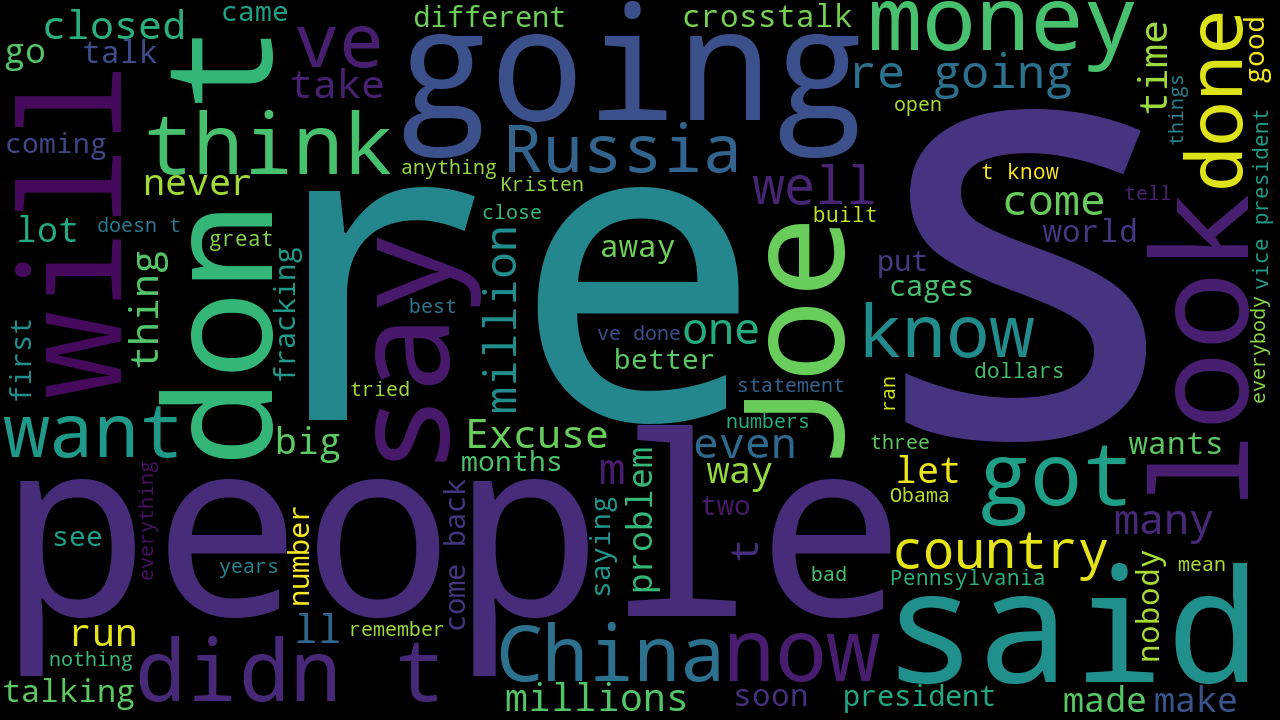 came
different
crosstalk
money
good
closed
go
talk
ve
going
take
don t
re going
time
things
done
will
coming
think
Russia
open
anything
Kristen
never
well
t know
come
tell
vice president
lot
doesn t
great
close
built
world
look
re
s
say
away
Joe
put
cages
thing
fracking
million
best
ve done
one
know
first
better
tried
statement
dollars
ran
everybody
want
big
Excuse
numbers
even
three
wants
months
m
problem
way
let
got
people
see
everything
years
number
come back
saying
two
t
bad
Obama
country
many
Pennsylvania
nobody
mean
said
run
ll
remember
China
now
nothing
talking
didn t
millions
soon
president
made
make